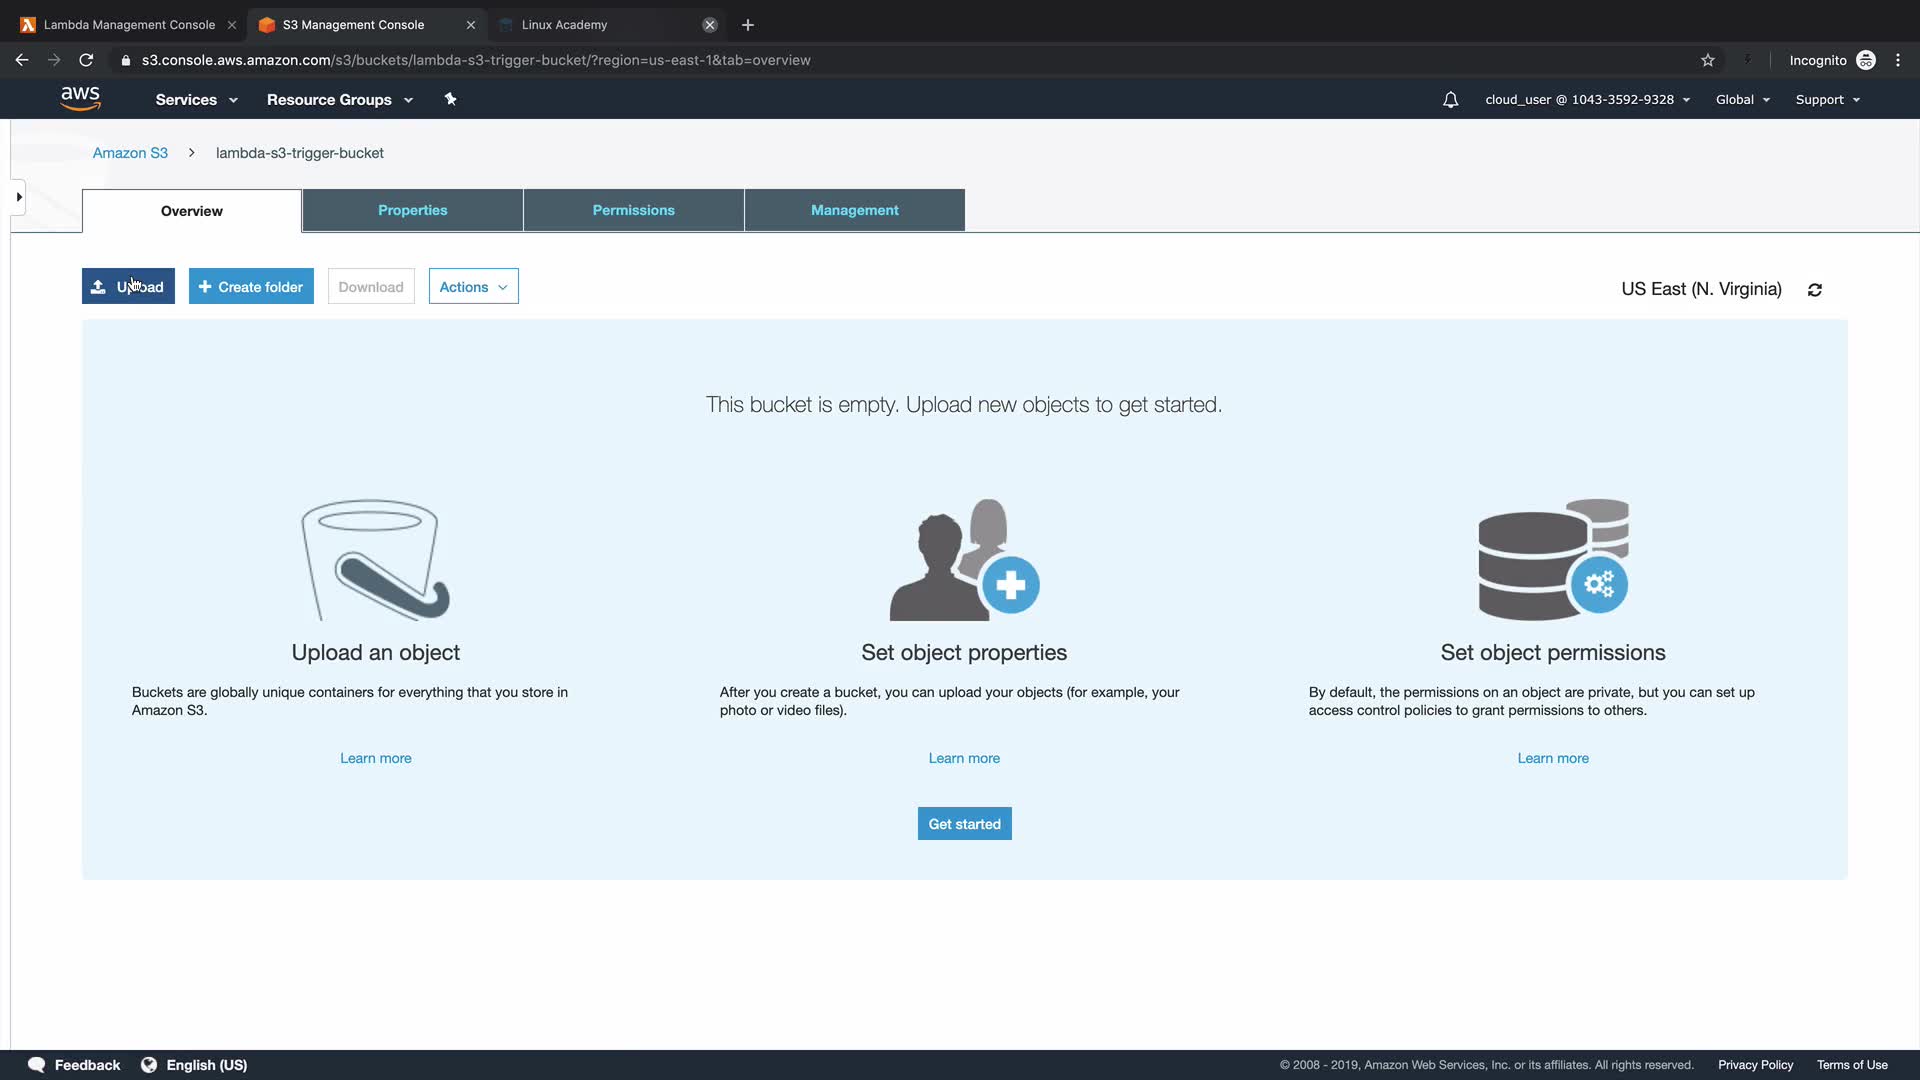 Lambda Management Console
S3 Management Console
Linux Academy
s3.console.aws.amazon.com/s3/buckets/lambda-s3-trigger-bucket/?region=us-east-1&tab=overview
Incognito
aws
Services
Resource Groups
cloud_user @ 1043-3592-9328
Global
Support
Amazon S3
lambda-s3-trigger-bucket
Overview
Properties
Permissions
Management
Upload
Create folder
Download
Actions
US East (N. Virginia)
This bucket is empty. Upload new objects to get started.
Upload an object
Buckets are globally unique containers for everything that you store in
Amazon S3.
Learn more
Set object properties
After you create a bucket, you can upload your objects (for example, your
photo or video files).
Learn more
Set object permissions
By default, the permissions on an object are private, but you can set up
access control policies to grant permissions to others.
Learn more
Get started
Feedback
English (US)
© 2008 - 2019, Amazon Web Services, Inc. or its affiliates. All rights reserved.
Privacy Policy
Terms of Use